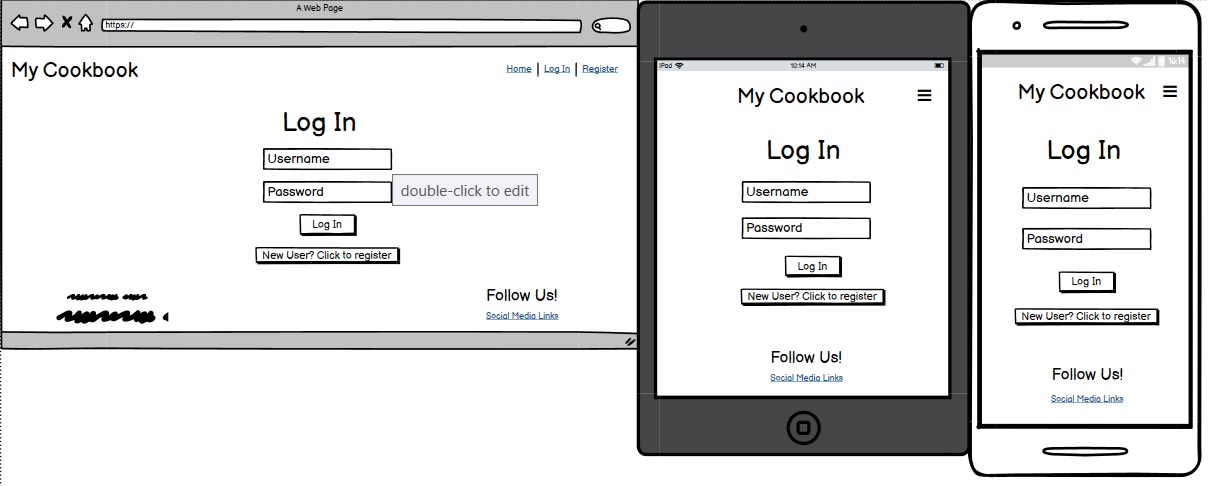 A Web Page
https://
My Cookbook
Home | Log In | Register
Log In
Username
Password
double-click to edit
Log In
New User? Click to register
Follow Us!
Social Media Links
iPad
10:14 AM
My Cookbook
Log In
Username
Password
Log In
New User? Click to register
Follow Us!
Social Media Links
10:14
My Cookbook
Log In
Username
Password
Log In
New User? Click to register
Follow Us!
Social Media Links